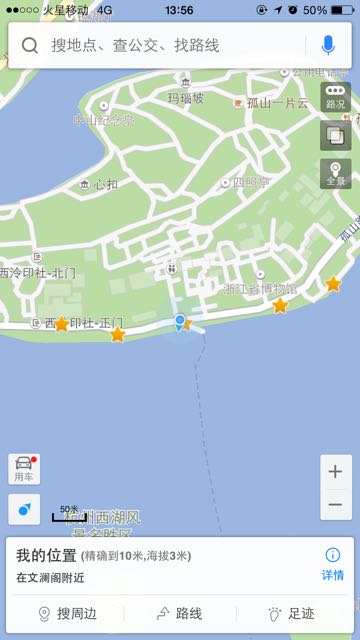 火星移动 4G 13:56 50%
搜地点、查公交、找路线
玛瑙坡
公用电话亭
孤山一片云
路况
中山纪念亭
心扣
四照亭
全景
孤山路
西泠印社-北门
浙江省博物馆
西泠印社-正门
用车
50米
杭州西湖风
景名胜区
我的位置 (精确到10米,海拔3米)
在文澜阁附近
详情
搜周边
路线
足迹